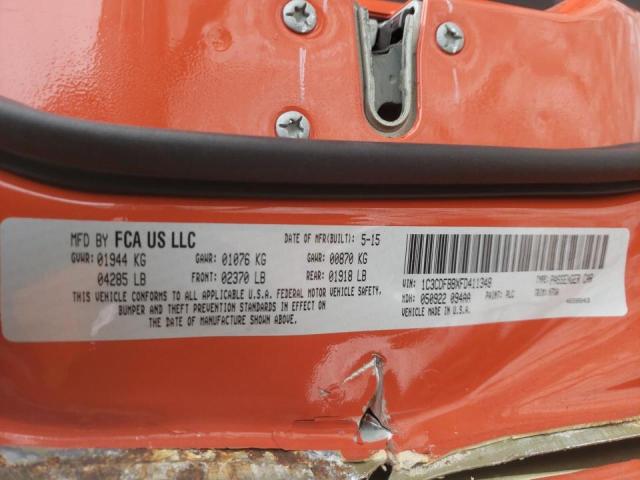 MFD BY FCA US LLC DATE OF MFR(BUILT): 5-15
GVWR: 01944 KG GAWR: 01076 KG GAWR: 00870 KG
04285 LB FRONT: 02370 LB REAR: 01918 LB
THIS VEHICLE CONFORMS TO ALL APPLICABLE U.S.A. FEDERAL MOTOR VEHICLE SAFETY,
BUMPER AND THEFT PREVENTION STANDARDS IN EFFECT ON
THE DATE OF MANUFACTURE SHOWN ABOVE.
VIN: 1C3CDFBBXFD411348 TYPE: PASSENGER CAR
MDH: 050922 094AA PAINT: PLC TRIM:
VEHICLE MADE IN U.S.A.